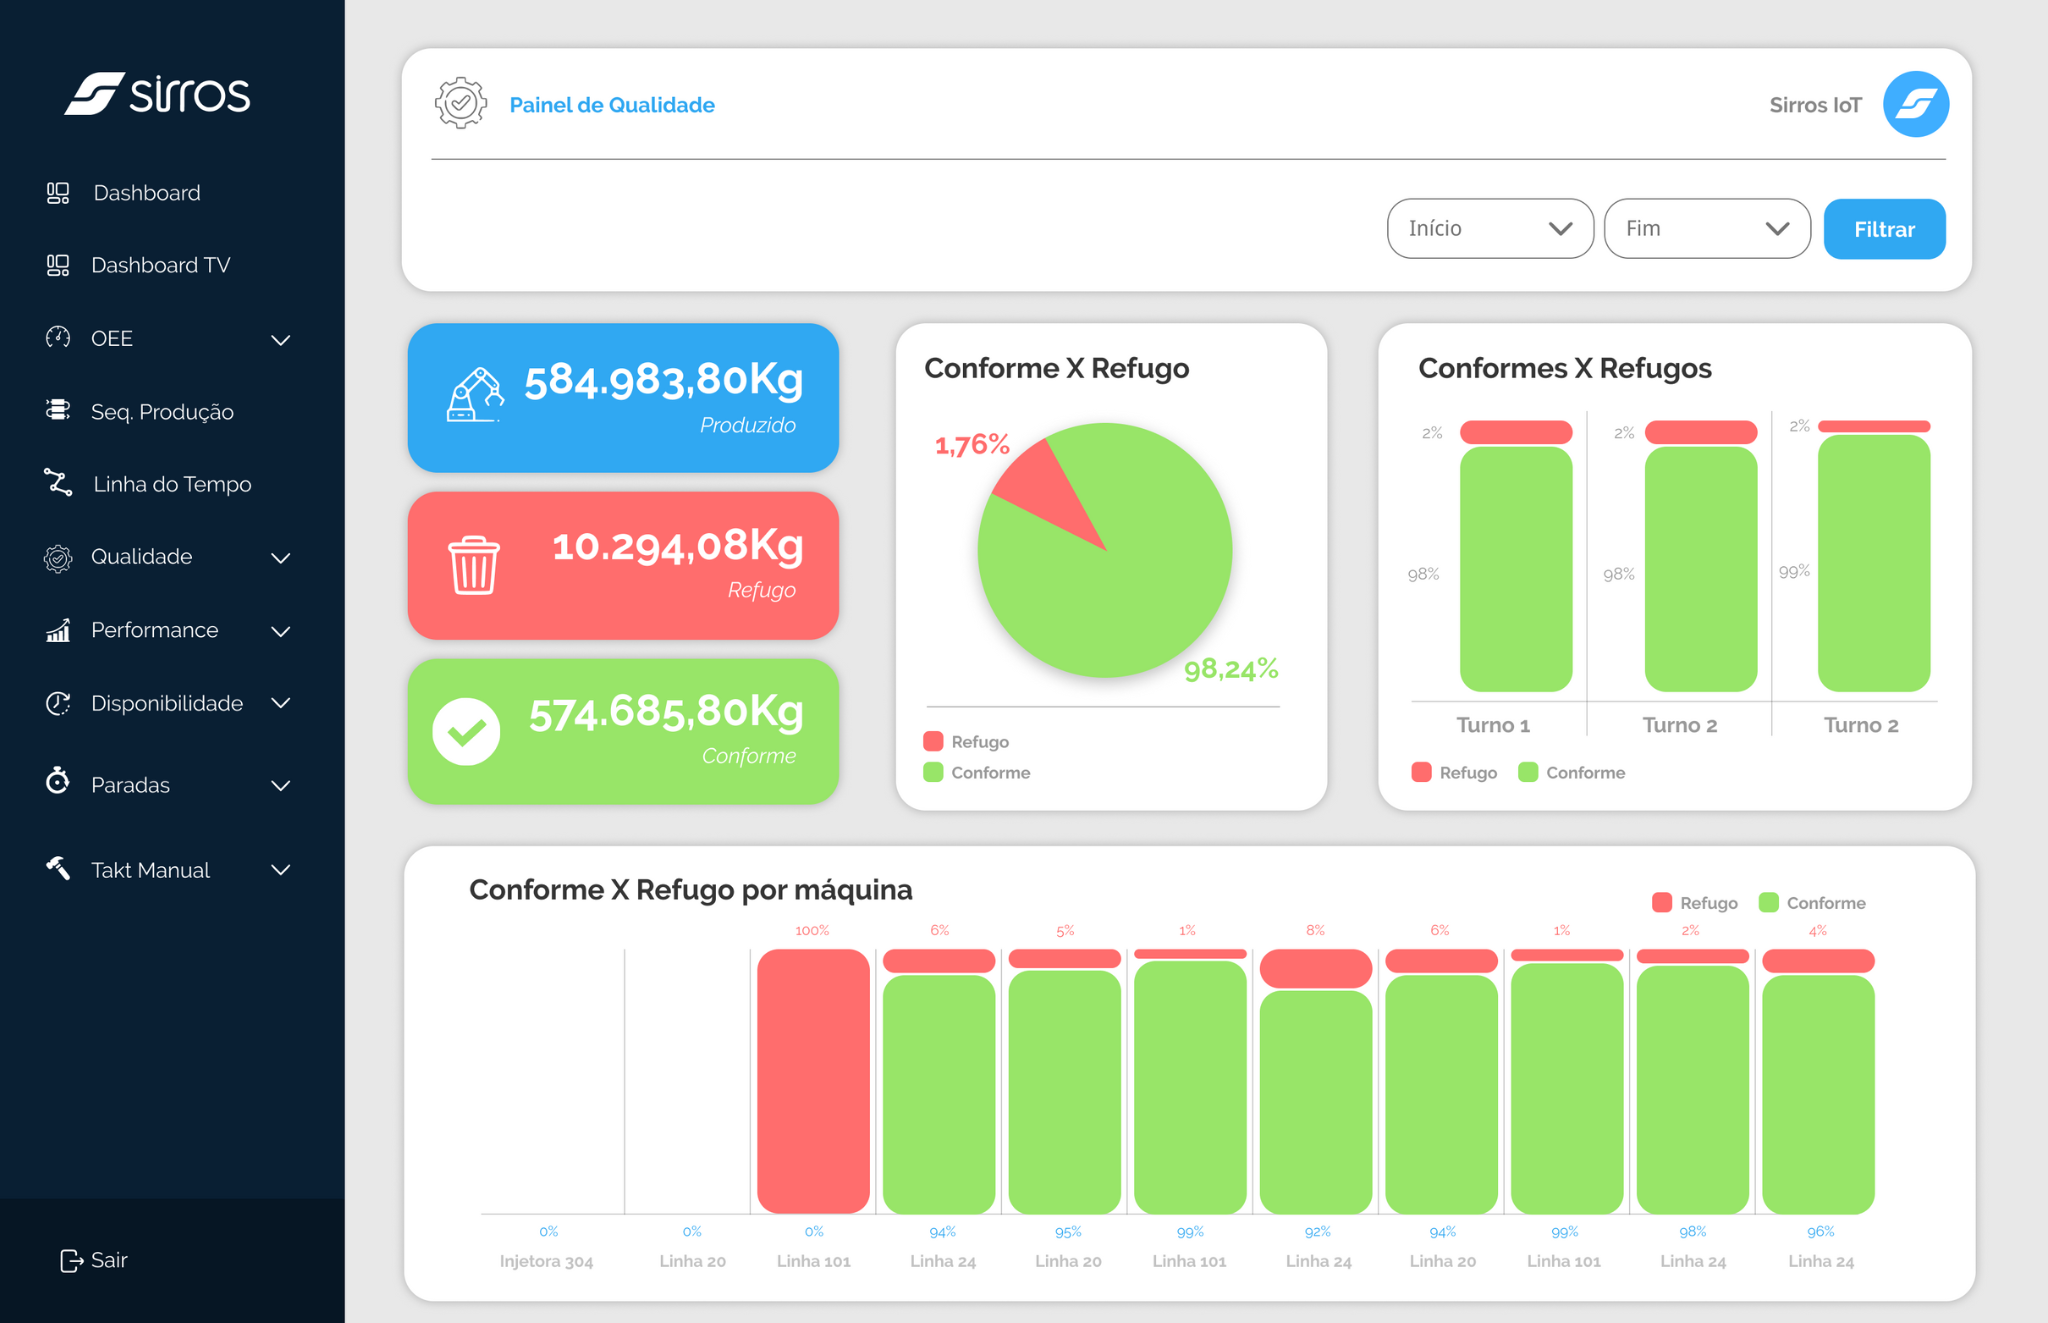 sirros
Dashboard
Dashboard TV
OEE
Seq. Produção
Linha do Tempo
Qualidade
Performance
Disponibilidade
Paradas
Takt Manual
Sair
Painel de Qualidade
Sirros IoT
Início
Fim
Filtrar
584.983,80Kg
Produzido
10.294,08Kg
Refugo
574.685,80Kg
Conforme
Conforme X Refugo
1,76%
98,24%
Refugo
Conforme
Conformes X Refugos
2% 2% 2%
98% 98% 99%
Turno 1 Turno 2 Turno 2
Refugo Conforme
Conforme X Refugo por máquina
Refugo Conforme
100% 6% 5% 1% 8% 6% 1% 2% 4%
0% 0% 0% 94% 95% 99% 92% 94% 99% 98% 96%
Injetora 304 Linha 20 Linha 101 Linha 24 Linha 20 Linha 101 Linha 24 Linha 20 Linha 101 Linha 24 Linha 24